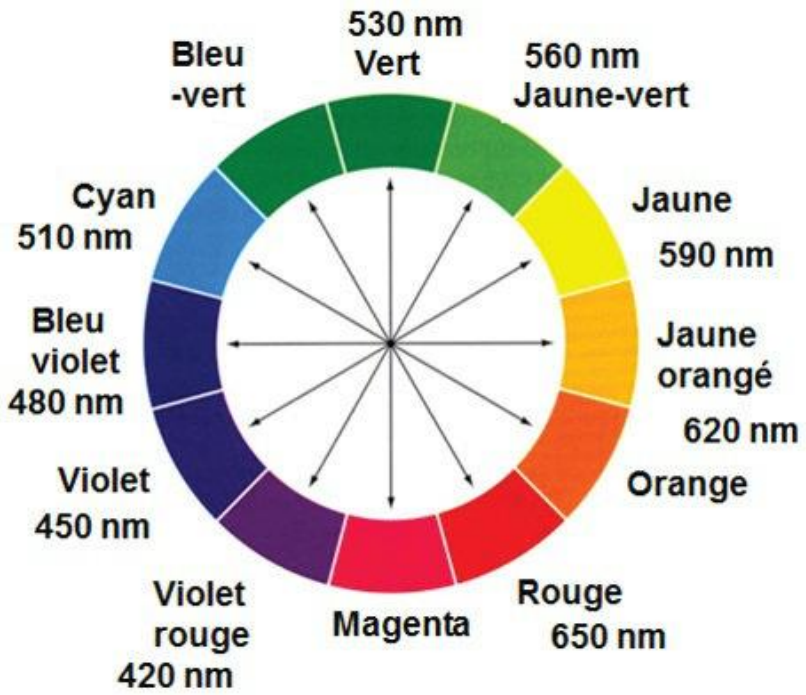 530 nm
Vert
560 nm
Jaune-vert
Jaune
590 nm
Jaune
orangé
620 nm
Orange
Rouge
650 nm
Magenta
Violet
rouge
420 nm
Violet
450 nm
Bleu
violet
480 nm
Cyan
510 nm
Bleu
-vert